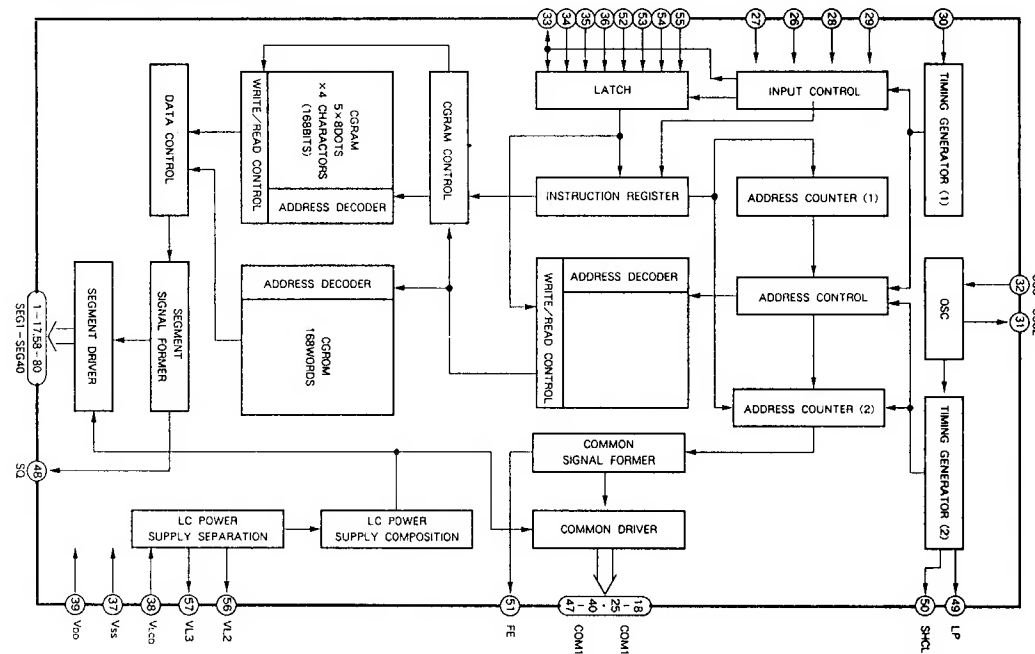 33
34
35
36
52
53
54
55
27
26
28
29
30
LATCH
INPUT CONTROL
TIMING GENERATOR (1)
CGRAM CONTROL
CGRAM
5×8DOTS
×4 CHARACTORS
(168BITS)
WRITE/READ CONTROL
ADDRESS DECODER
DATA CONTROL
INSTRUCTION REGISTER
ADDRESS COUNTER (1)
ADDRESS DECODER
CGROM
168WORDS
WRITE/READ CONTROL
ADDRESS DECODER
ADDRESS CONTROL
OSC
32
31
SEGMENT DRIVER
SEGMENT
SIGNAL FORMER
1-17.58-80
SEG1-SEG40
ADDRESS COUNTER (2)
TIMING GENERATOR (2)
COMMON
SIGNAL FORMER
48
SQ
LC POWER
SUPPLY SEPARATION
LC POWER
SUPPLY COMPOSITION
COMMON DRIVER
39
37
38
57
56
51
18
25
40
47
50
49
VDD
VSS
VLCD
VL3
VL2
FE
COM1
COM1
SHCL
LP